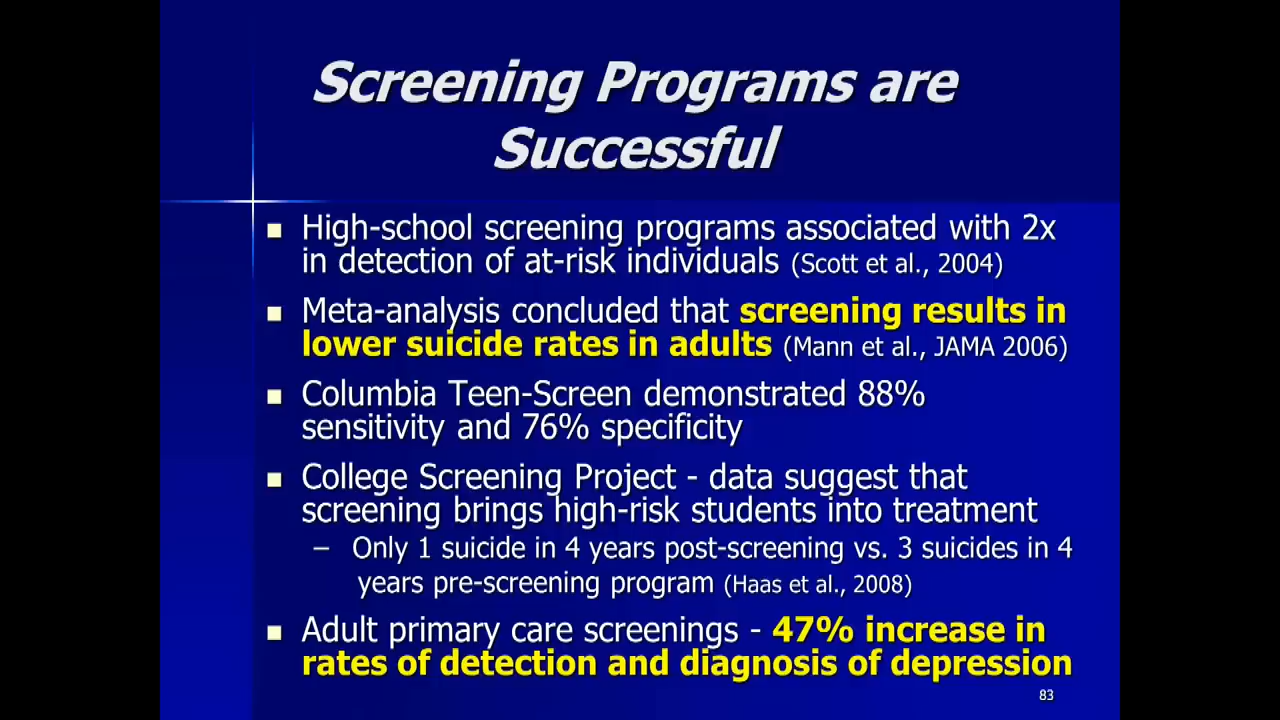 Screening Programs are
Successful
■ High-school screening programs associated with 2x
in detection of at-risk individuals (Scott et al., 2004)
■ Meta-analysis concluded that screening results in
lower suicide rates in adults (Mann et al., JAMA 2006)
■ Columbia Teen-Screen demonstrated 88%
sensitivity and 76% specificity
■ College Screening Project - data suggest that
screening brings high-risk students into treatment
– Only 1 suicide in 4 years post-screening vs. 3 suicides in 4
years pre-screening program (Haas et al., 2008)
■ Adult primary care screenings - 47% increase in
rates of detection and diagnosis of depression
83